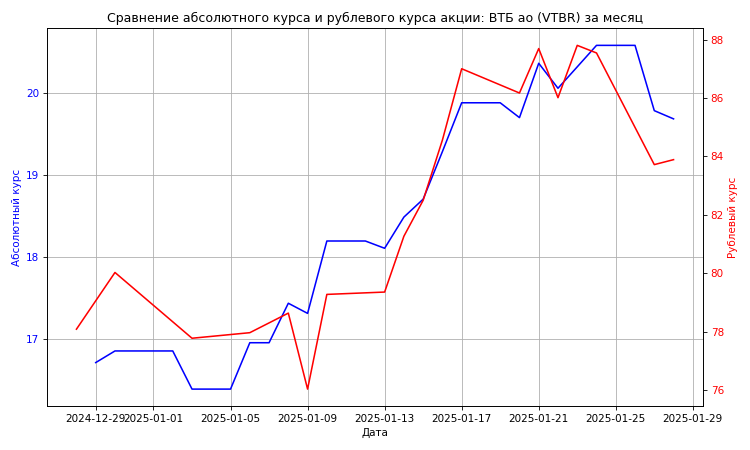 Сравнение абсолютного курса и рублевого курса акции: ВТБ ао (VTBR) за месяц
Абсолютный курс
20
19
18
17
88
86
84
82
80
78
76
Рублевый курс
2024-12-29 2025-01-01 2025-01-05 2025-01-09 2025-01-13 2025-01-17 2025-01-21 2025-01-25 2025-01-29
Дата